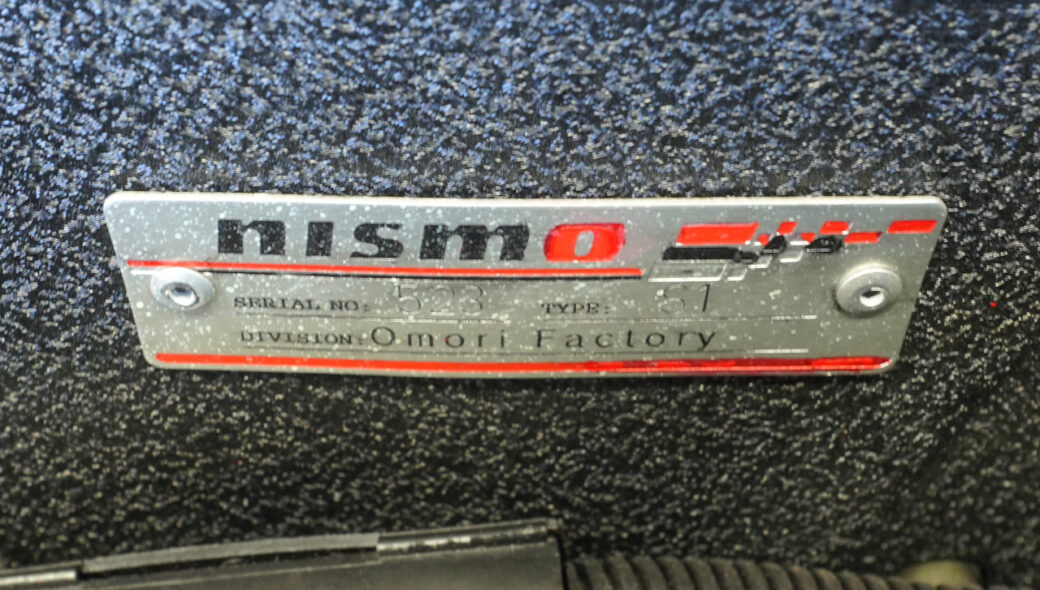 nismo
SERIAL NO: 523 TYPE: S1
DIVISION: Omori Factory